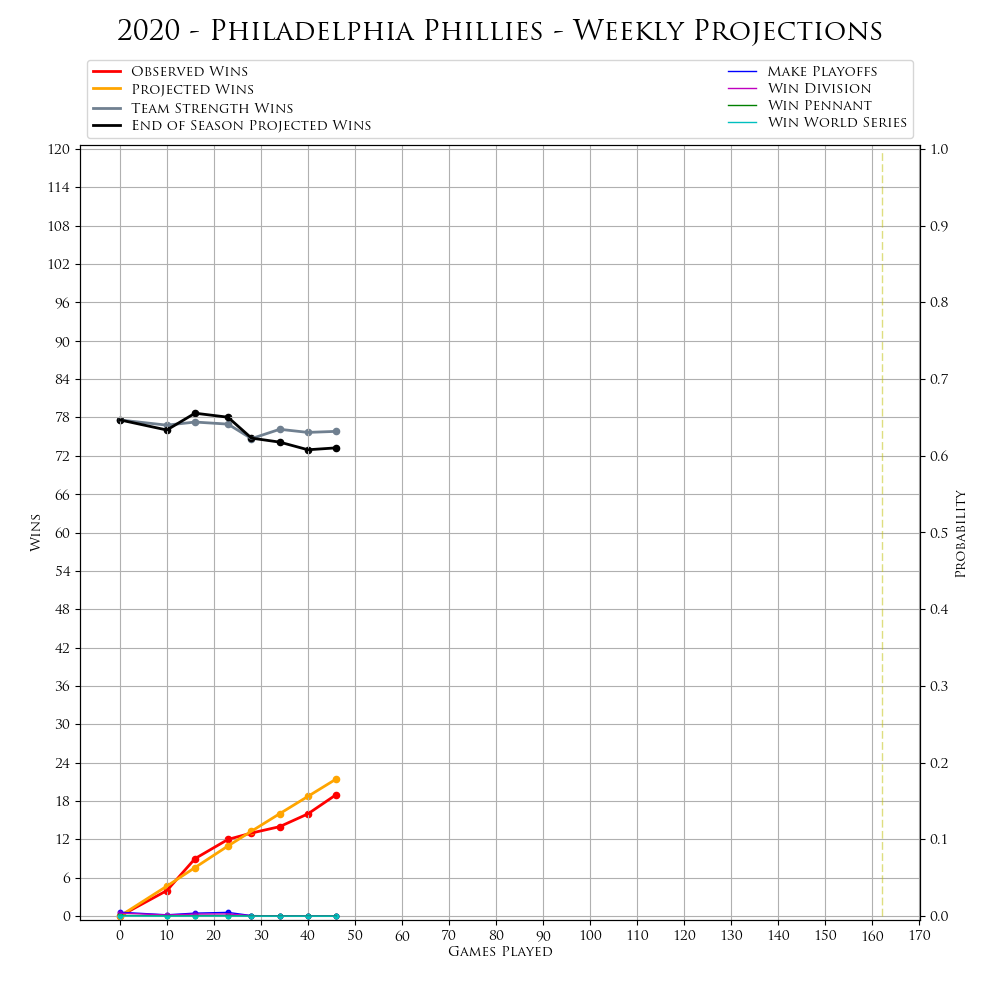 2020 - Philadelphia Phillies - Weekly Projections
Observed Wins
Projected Wins
Team Strength Wins
End of Season Projected Wins
Make Playoffs
Win Division
Win Pennant
Win World Series
120
114
108
102
96
90
84
78
72
66
60
54
48
42
36
30
24
18
12
6
0
Wins
1.0
0.9
0.8
0.7
0.6
0.5
0.4
0.3
0.2
0.1
0.0
Probability
0 10 20 30 40 50 60 70 80 90 100 110 120 130 140 150 160 170
Games Played